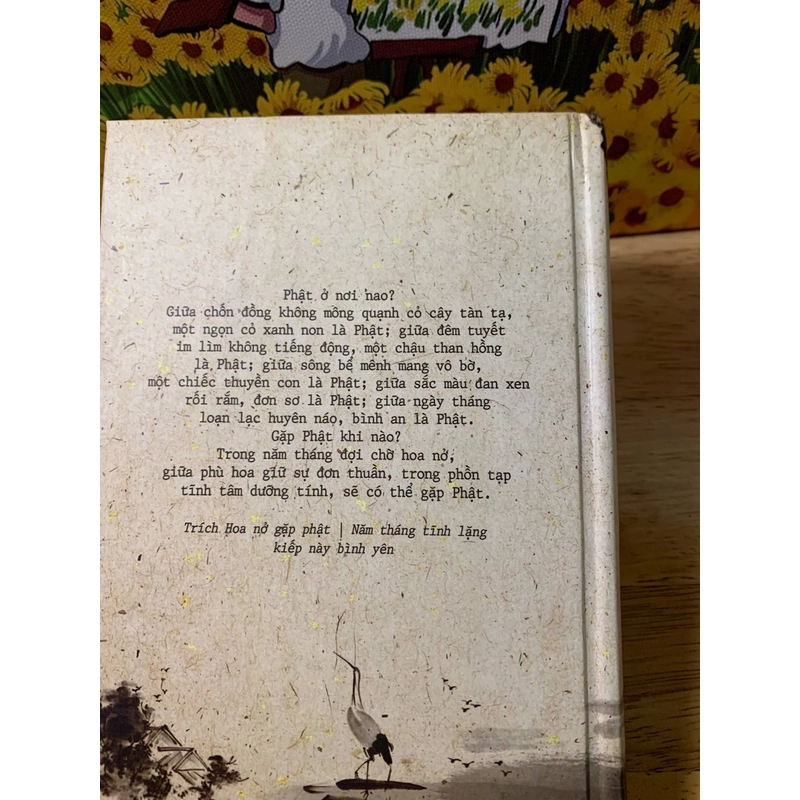 Phật ở nơi nao?
Giữa chốn đồng không mông quạnh cỏ cây tàn tạ,
một ngọn cỏ xanh non là Phật; giữa đêm tuyết
im lìm không tiếng động, một chậu than hồng
là Phật; giữa sông bể mênh mang vô bờ,
một chiếc thuyền con là Phật; giữa sắc màu đan xen
rối rắm, đơn sơ là Phật; giữa ngày tháng
loạn lạc huyên náo, bình an là Phật.
Gặp Phật khi nào?
Trong năm tháng đợi chờ hoa nở,
giữa phù hoa giữ sự đơn thuần, trong phồn tạp
tĩnh tâm dưỡng tính, sẽ có thể gặp Phật.
Trích Hoa nở gặp phật | Năm tháng tĩnh lặng
kiếp này bình yên